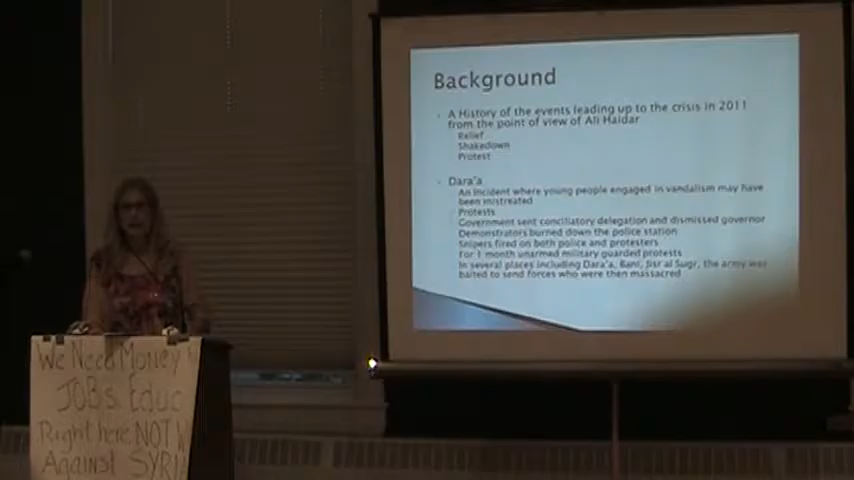 Background
A History of the events leading up to the crisis in 2011
from the point of view of Ali Haidar
Relief
Shakedown
Protest
Dara'a
An incident where young people engaged in vandalism may have
been mistreated
Protests
Government sent conciliatory delegation and dismissed governor
Demonstrators burned down the police station
Snipers fired on both police and protesters
For 1 month unarmed military guarded protests
In several places including Dara'a, Bani, Jisr al Sugr, the army was
baited to send forces who were then massacred
We Need Money
JOBS, Educ
Right here NOT
Against SYRI